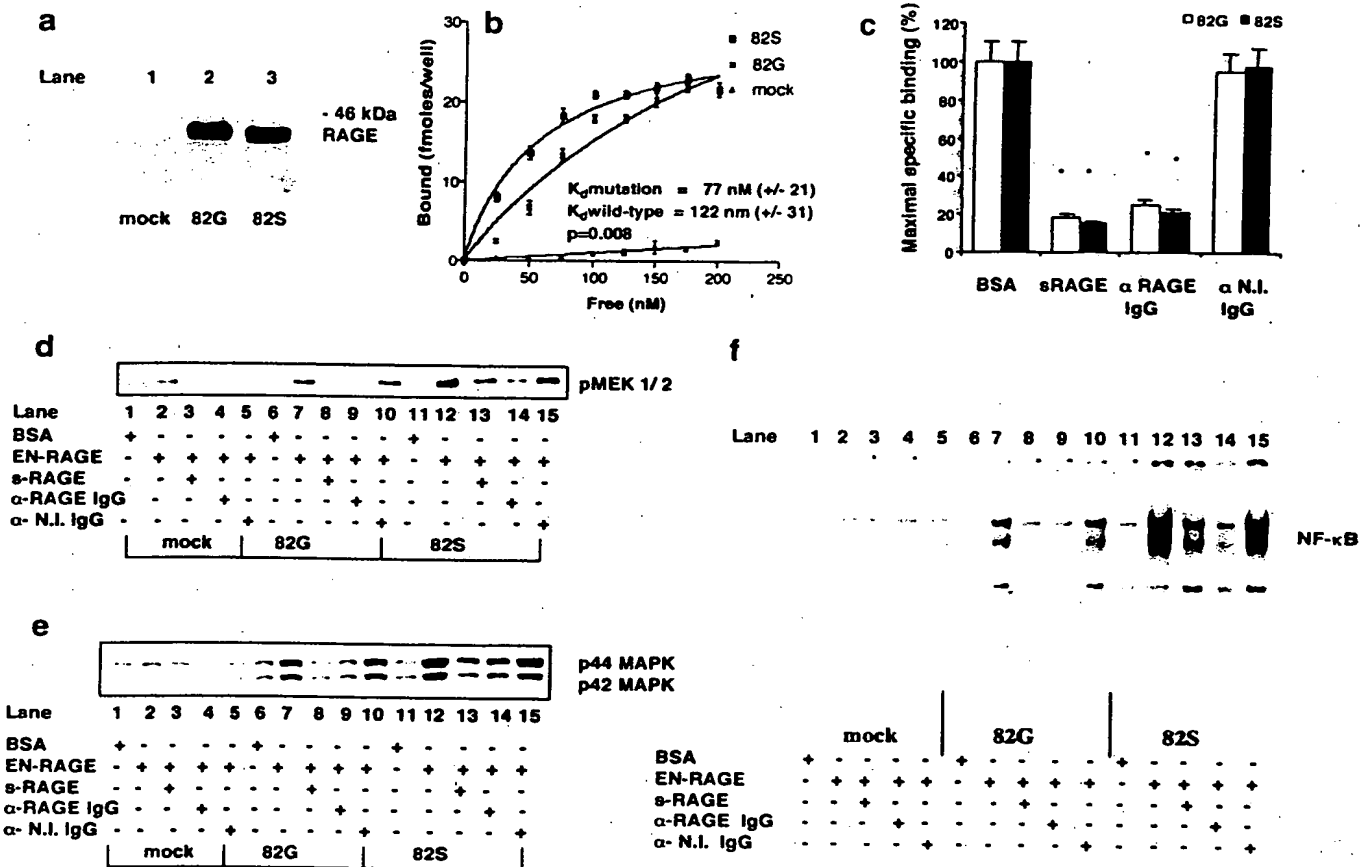 a
Lane 1 2 3
- 46 kDa
RAGE
mock 82G 82S
b
30
20
10
0
Bound (fmoles/well)
82S
82G
mock
Kdmutation = 77 nM (+/- 21)
Kdwild-type = 122 nm (+/- 31)
p=0.008
0 50 100 150 200 250
Free (nM)
c
82G 82S
120
100
80
60
40
20
0
Maximal specific binding (%)
BSA sRAGE α RAGE IgG α N.I. IgG
d
pMEK 1/2
Lane 1 2 3 4 5 6 7 8 9 10 11 12 13 14 15
BSA + - - - - + - - - - + - - - -
EN-RAGE - + + + + - + + + + - + + + +
s-RAGE - - + - - - - + - - - - + - -
α-RAGE IgG - - - + - - - - + - - - - + -
α- N.I. IgG - - - - + - - - - + - - - - +
mock 82G 82S
e
p44 MAPK
p42 MAPK
Lane 1 2 3 4 5 6 7 8 9 10 11 12 13 14 15
BSA + - - - - + - - - - + - - - -
EN-RAGE - + + + + - + + + + - + + + +
s-RAGE - - + - - - - + - - - - + - -
α-RAGE IgG - - - + - - - - + - - - - + -
α- N.I. IgG - - - - + - - - - + - - - - +
mock 82G 82S
f
Lane 1 2 3 4 5 6 7 8 9 10 11 12 13 14 15
NF-κB
mock 82G 82S
BSA + - - - - + - - - - + - - - -
EN-RAGE - + + + + - + + + + - + + + +
s-RAGE - - + - - - - + - - - - + - -
α-RAGE IgG - - - + - - - - + - - - - + -
α- N.I. IgG - - - - + - - - - + - - - - +